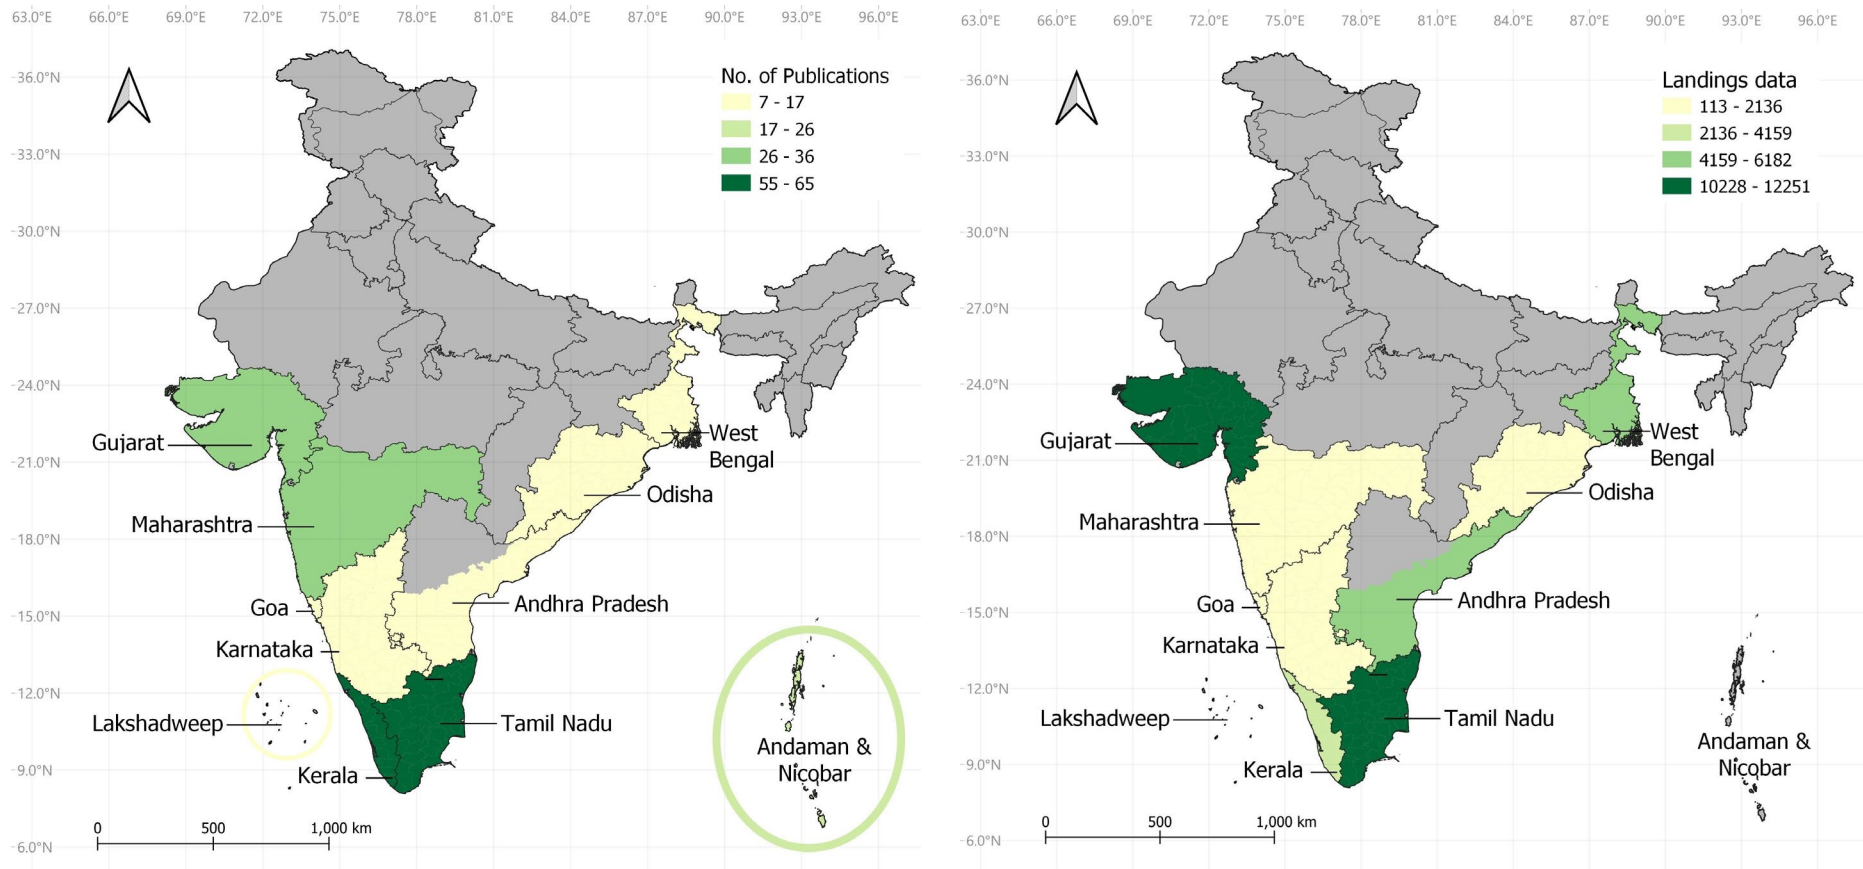 63.0°E 66.0°E 69.0°E 72.0°E 75.0°E 78.0°E 81.0°E 84.0°E 87.0°E 90.0°E 93.0°E 96.0°E
36.0°N
33.0°N
30.0°N
27.0°N
24.0°N
21.0°N
18.0°N
15.0°N
12.0°N
9.0°N
6.0°N
No. of Publications
7 - 17
17 - 26
26 - 36
55 - 65
Gujarat
West
Bengal
Odisha
Maharashtra
Goa
Andhra Pradesh
Karnataka
Lakshadweep
Tamil Nadu
Andaman &
Nicobar
Kerala
0 500 1,000 km
63.0°E 66.0°E 69.0°E 72.0°E 75.0°E 78.0°E 81.0°E 84.0°E 87.0°E 90.0°E 93.0°E 96.0°E
36.0°N
33.0°N
30.0°N
27.0°N
24.0°N
21.0°N
18.0°N
15.0°N
12.0°N
9.0°N
6.0°N
Landings data
113 - 2136
2136 - 4159
4159 - 6182
10228 - 12251
Gujarat
West
Bengal
Odisha
Maharashtra
Goa
Andhra Pradesh
Karnataka
Lakshadweep
Tamil Nadu
Andaman &
Nicobar
Kerala
0 500 1,000 km